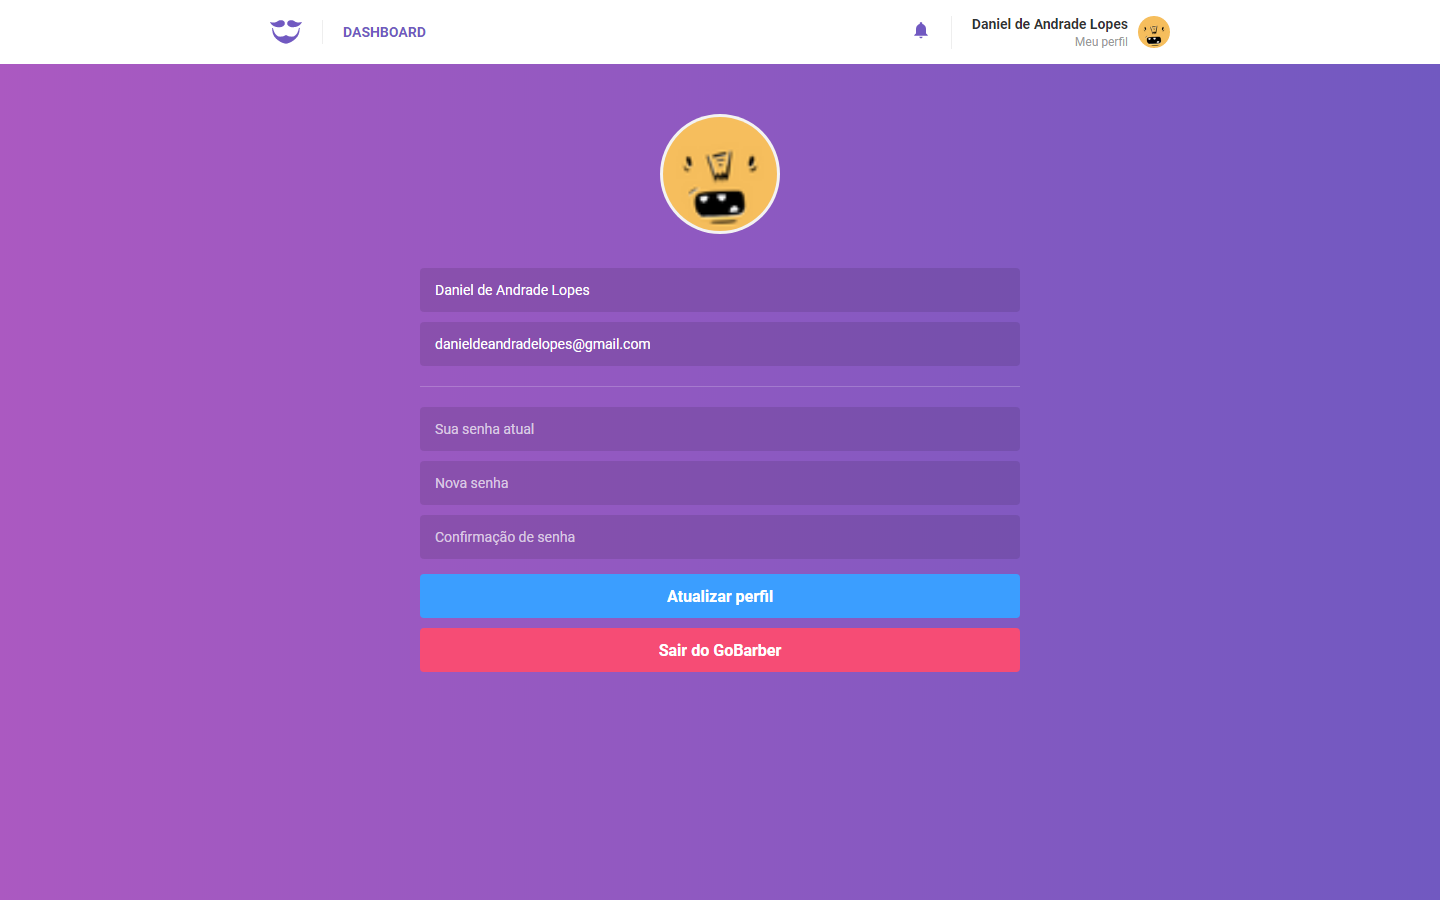 DASHBOARD
Daniel de Andrade Lopes
Meu perfil
Daniel de Andrade Lopes
danieldeandradelopes@gmail.com
Sua senha atual
Nova senha
Confirmação de senha
Atualizar perfil
Sair do GoBarber